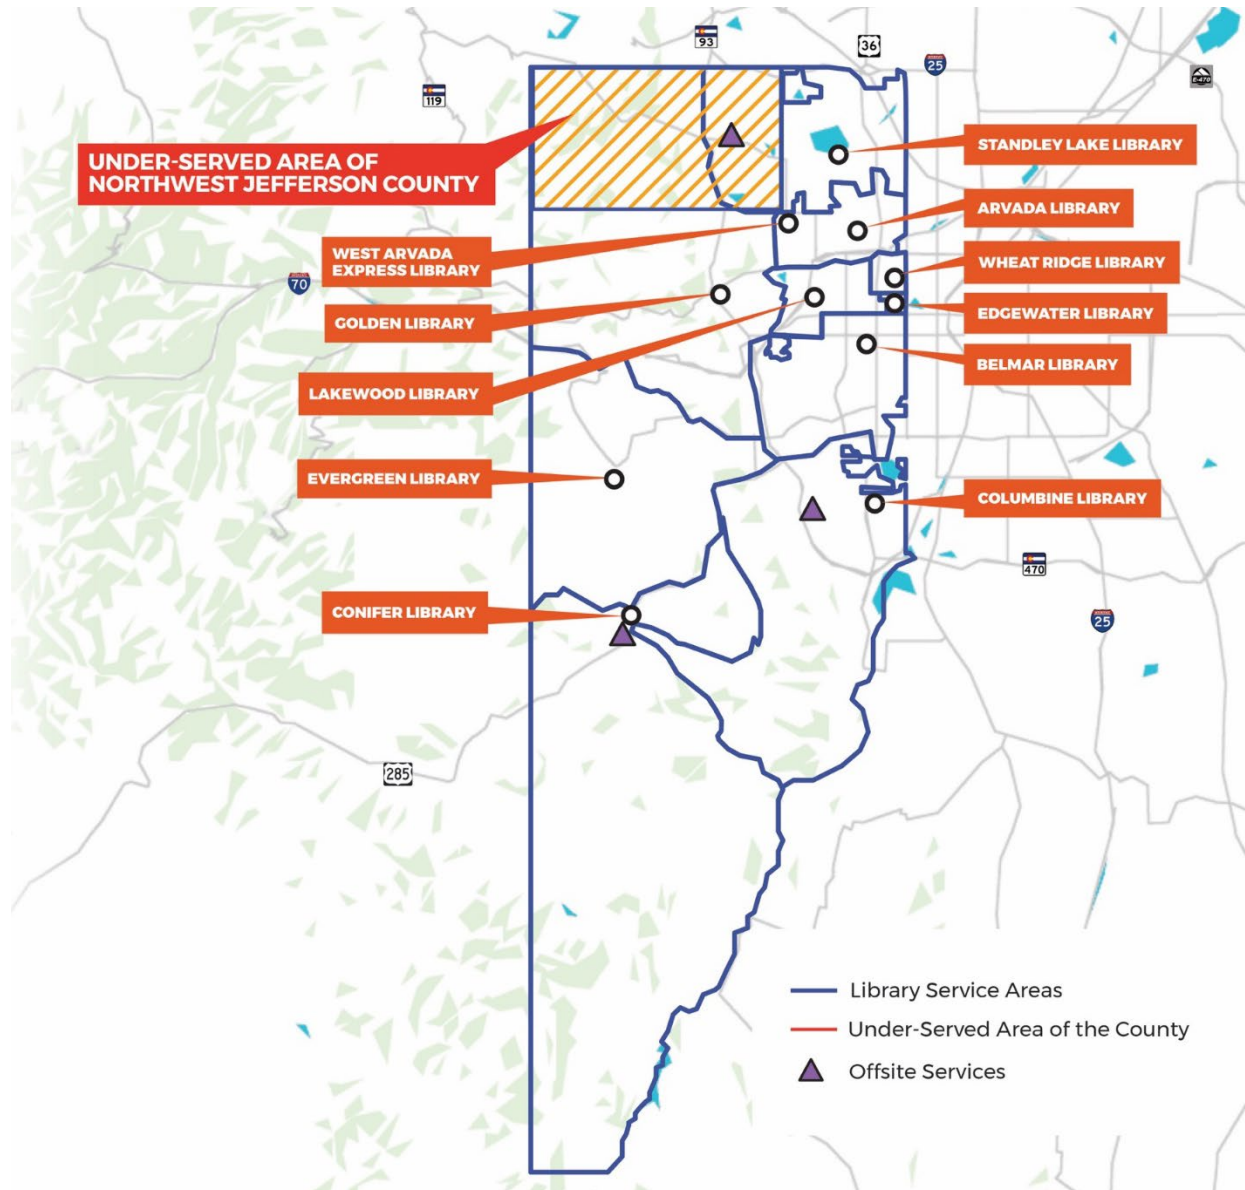 93
36
25
E-470
119
UNDER-SERVED AREA OF
NORTHWEST JEFFERSON COUNTY
STANDLEY LAKE LIBRARY
ARVADA LIBRARY
WEST ARVADA
EXPRESS LIBRARY
WHEAT RIDGE LIBRARY
70
GOLDEN LIBRARY
EDGEWATER LIBRARY
BELMAR LIBRARY
LAKEWOOD LIBRARY
EVERGREEN LIBRARY
COLUMBINE LIBRARY
470
CONIFER LIBRARY
25
285
Library Service Areas
Under-Served Area of the County
Offsite Services